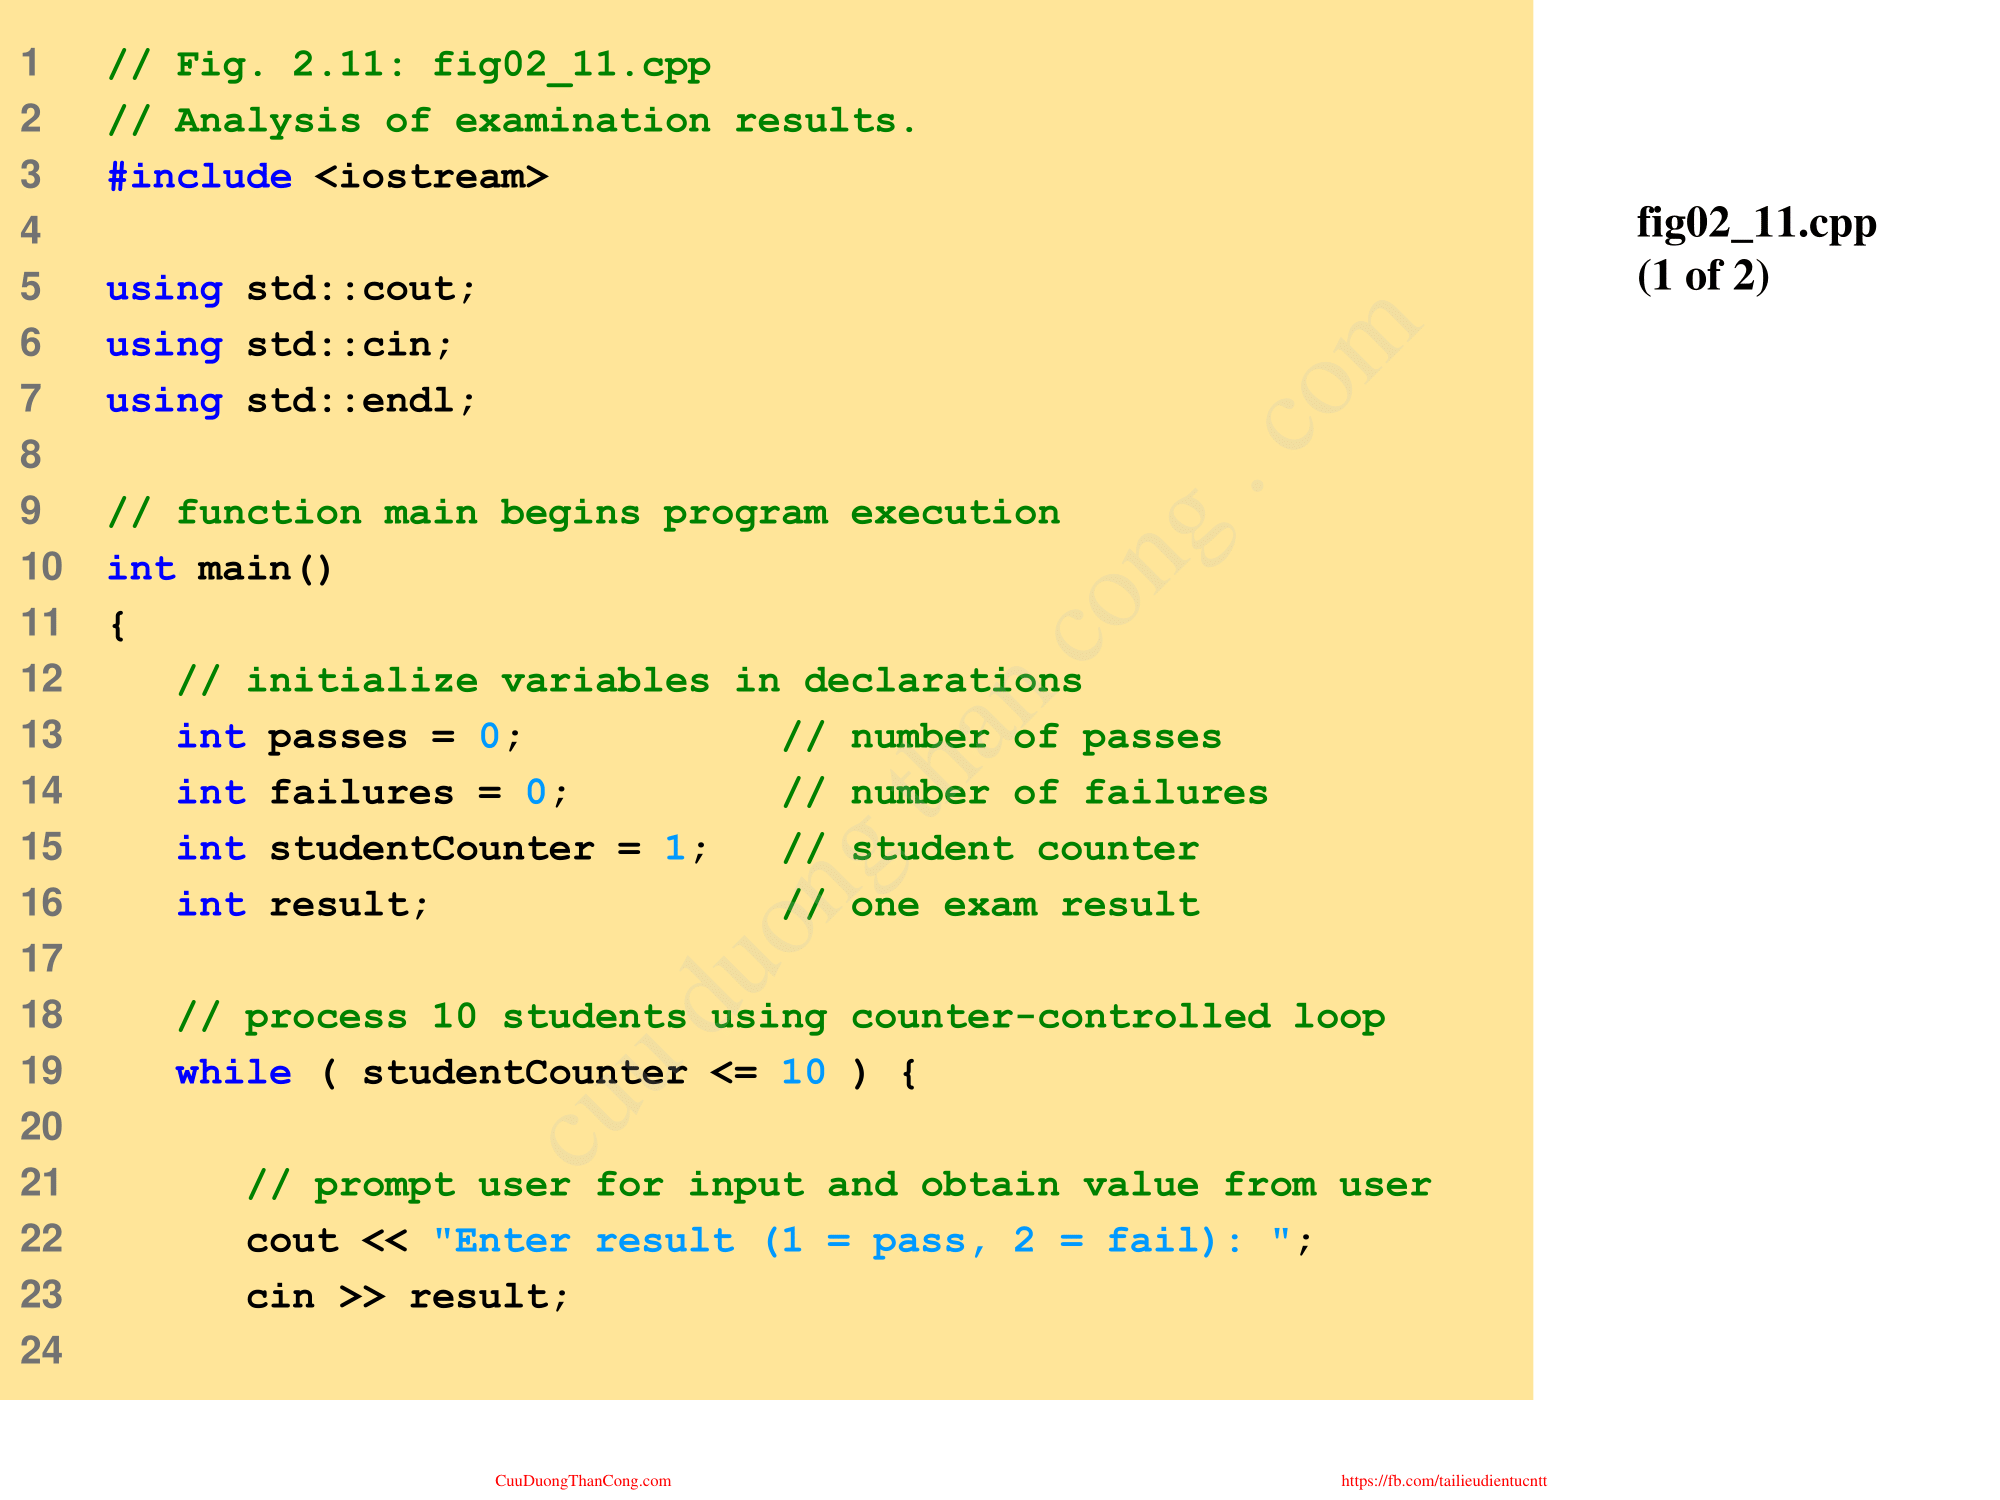 1 // Fig. 2.11: fig02_11.cpp
2 // Analysis of examination results.
3 #include <iostream>
4
5 using std::cout;
6 using std::cin;
7 using std::endl;
8
9 // function main begins program execution
10 int main()
11 {
12 // initialize variables in declarations
13 int passes = 0; // number of passes
14 int failures = 0; // number of failures
15 int studentCounter = 1; // student counter
16 int result; // one exam result
17
18 // process 10 students using counter-controlled loop
19 while ( studentCounter <= 10 ) {
20
21 // prompt user for input and obtain value from user
22 cout << "Enter result (1 = pass, 2 = fail): ";
23 cin >> result;
24
fig02_11.cpp
(1 of 2)
cuu duong than cong . com
CuuDuongThanCong.com
https://fb.com/tailieudientucntt